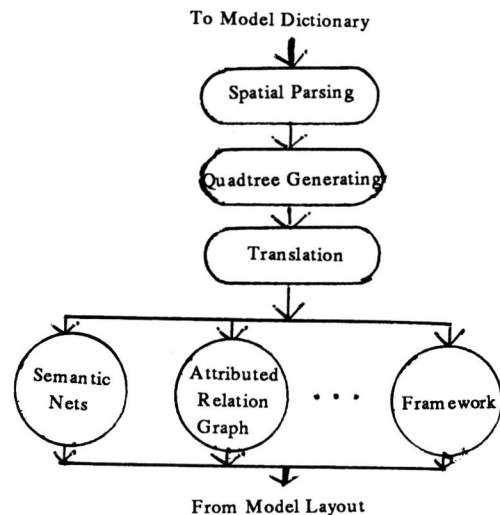 To Model Dictionary
Spatial Parsing
Quadtree Generating
Translation
Semantic
Nets
Attributed
Relation
Graph
. . .
Framework
From Model Layout